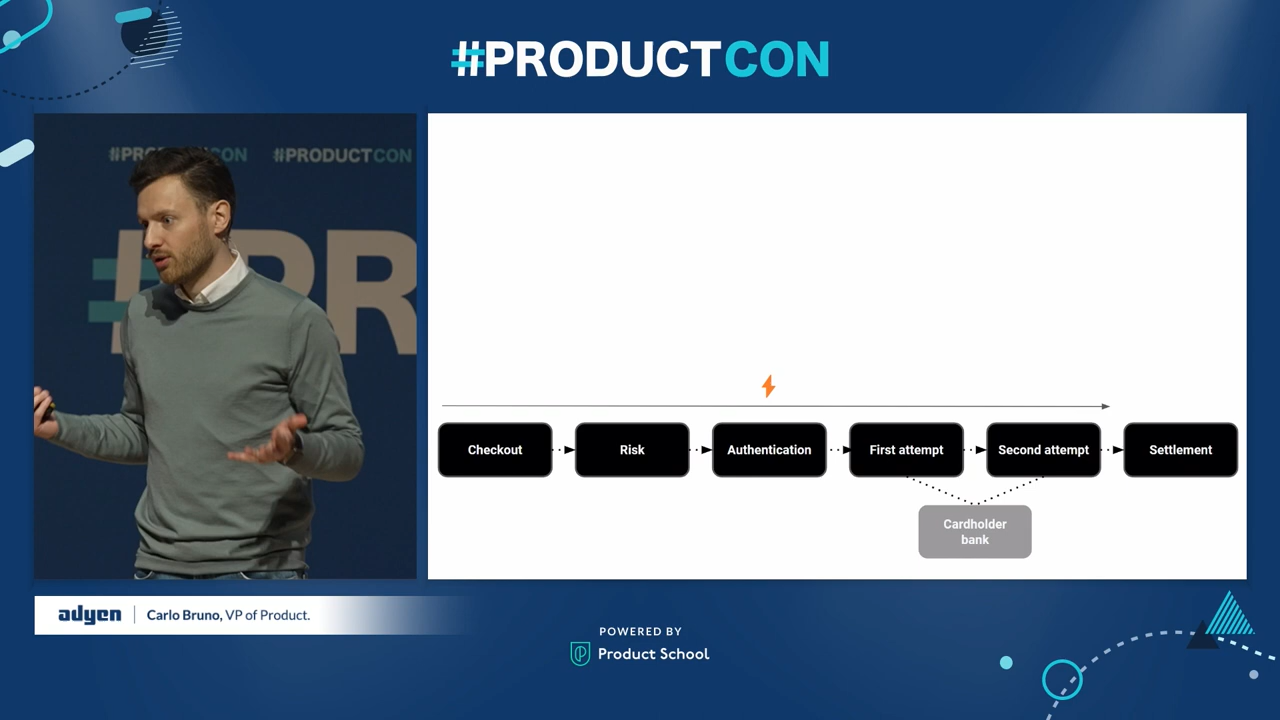 #PRODUCTCON
#PRODUCTCON #PRODUCTCON
#PR
Checkout
Risk
Authentication
First attempt
Second attempt
Settlement
Cardholder
bank
adyen
Carlo Bruno, VP of Product.
POWERED BY
Product School